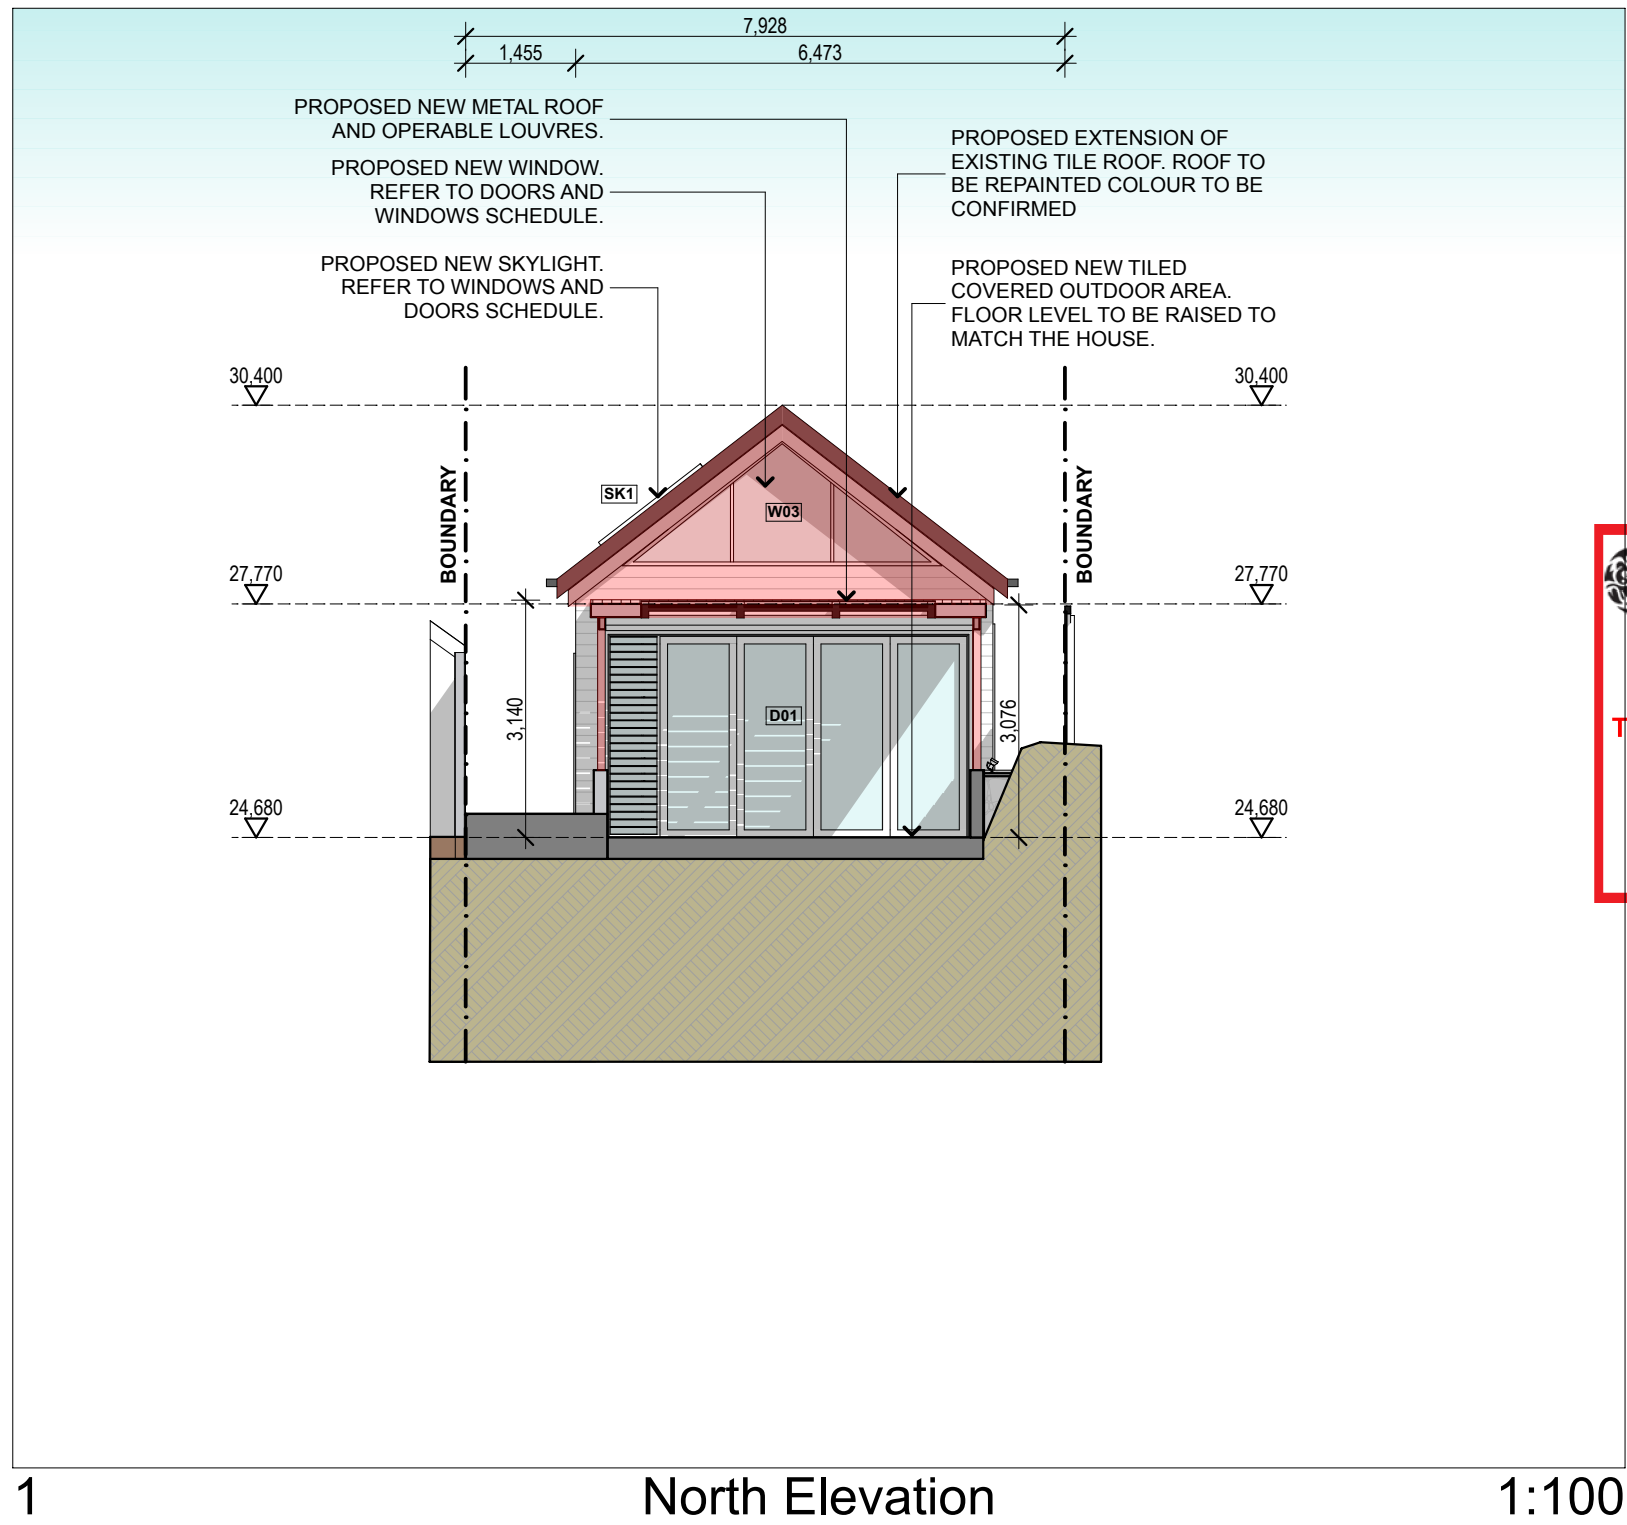 7,928
1,455
6,473
PROPOSED NEW METAL ROOF
AND OPERABLE LOUVRES.
PROPOSED NEW WINDOW.
REFER TO DOORS AND
WINDOWS SCHEDULE.
PROPOSED NEW SKYLIGHT.
REFER TO WINDOWS AND
DOORS SCHEDULE.
PROPOSED EXTENSION OF
EXISTING TILE ROOF. ROOF TO
BE REPAINTED COLOUR TO BE
CONFIRMED
PROPOSED NEW TILED
COVERED OUTDOOR AREA.
FLOOR LEVEL TO BE RAISED TO
MATCH THE HOUSE.
30,400
30,400
BOUNDARY
SK1
W03
BOUNDARY
27,770
27,770
3,140
D01
3,076
T
24,680
24,680
1
North Elevation
1:100